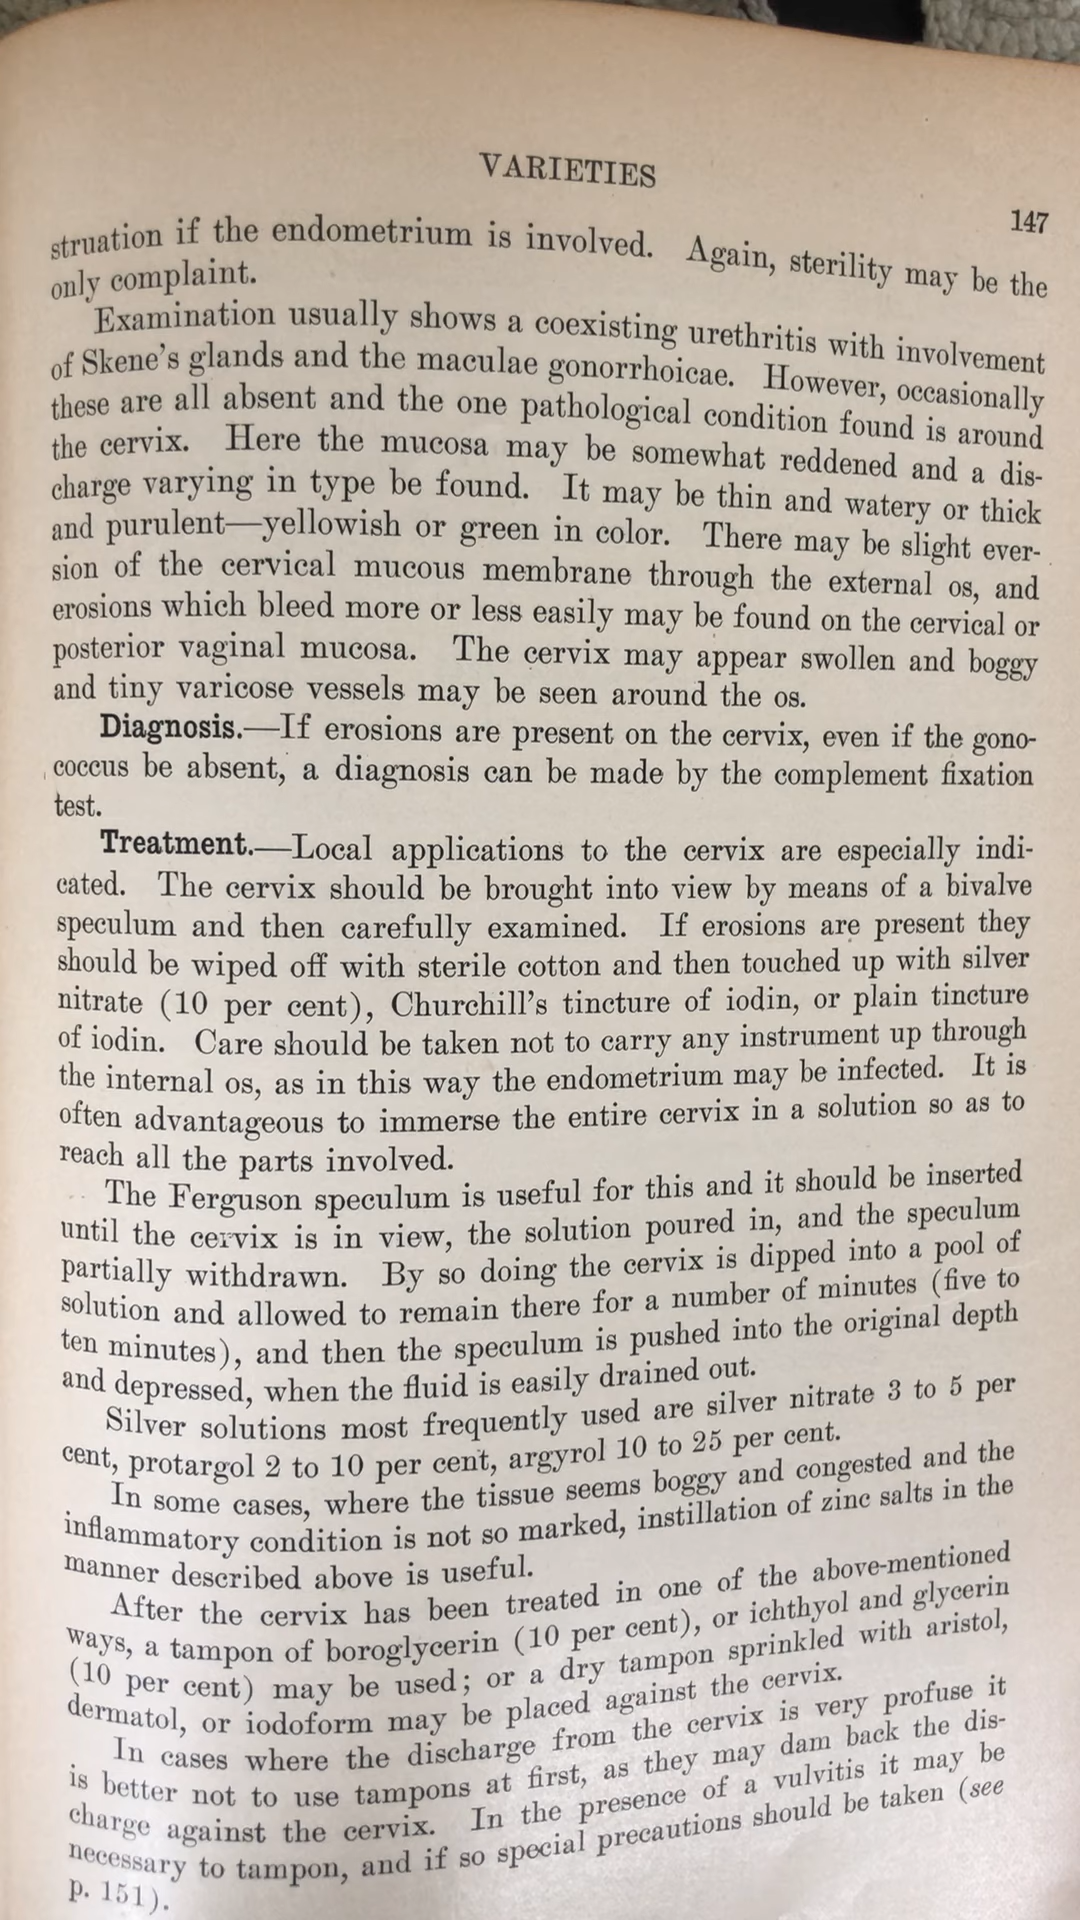 VARIETIES
147
struation if the endometrium is involved. Again, sterility may be the
only complaint.
Examination usually shows a coexisting urethritis with involvement
of Skene's glands and the maculae gonorrhoicae. However, occasionally
these are all absent and the one pathological condition found is around
the cervix. Here the mucosa may be somewhat reddened and a dis-
charge varying in type be found. It may be thin and watery or thick
and purulent—yellowish or green in color. There may be slight ever-
sion of the cervical mucous membrane through the external os, and
erosions which bleed more or less easily may be found on the cervical or
posterior vaginal mucosa. The cervix may appear swollen and boggy
and tiny varicose vessels may be seen around the os.
Diagnosis.—If erosions are present on the cervix, even if the gono-
coccus be absent, a diagnosis can be made by the complement fixation
test.
Treatment.—Local applications to the cervix are especially indi-
cated. The cervix should be brought into view by means of a bivalve
speculum and then carefully examined. If erosions are present they
should be wiped off with sterile cotton and then touched up with silver
nitrate (10 per cent), Churchill's tincture of iodin, or plain tincture
of iodin. Care should be taken not to carry any instrument up through
the internal os, as in this way the endometrium may be infected. It is
often advantageous to immerse the entire cervix in a solution so as to
reach all the parts involved.
The Ferguson speculum is useful for this and it should be inserted
until the cervix is in view, the solution poured in, and the speculum
partially withdrawn. By so doing the cervix is dipped into a pool of
solution and allowed to remain there for a number of minutes (five to
ten minutes), and then the speculum is pushed into the original depth
and depressed, when the fluid is easily drained out.
Silver solutions most frequently used are silver nitrate 3 to 5 per
cent, protargol 2 to 10 per cent, argyrol 10 to 25 per cent.
In some cases, where the tissue seems boggy and congested and the
inflammatory condition is not so marked, instillation of zinc salts in the
manner described above is useful.
After the cervix has been treated in one of the above-mentioned
ways, a tampon of boroglycerin (10 per cent), or ichthyol and glycerin
(10 per cent) may be used; or a dry tampon sprinkled with aristol,
dermatol, or iodoform may be placed against the cervix.
In cases where the discharge from the cervix is very profuse it
is better not to use tampons at first, as they may dam back the dis-
charge against the cervix. In the presence of a vulvitis it may be
necessary to tampon, and if so special precautions should be taken (see
p. 151).